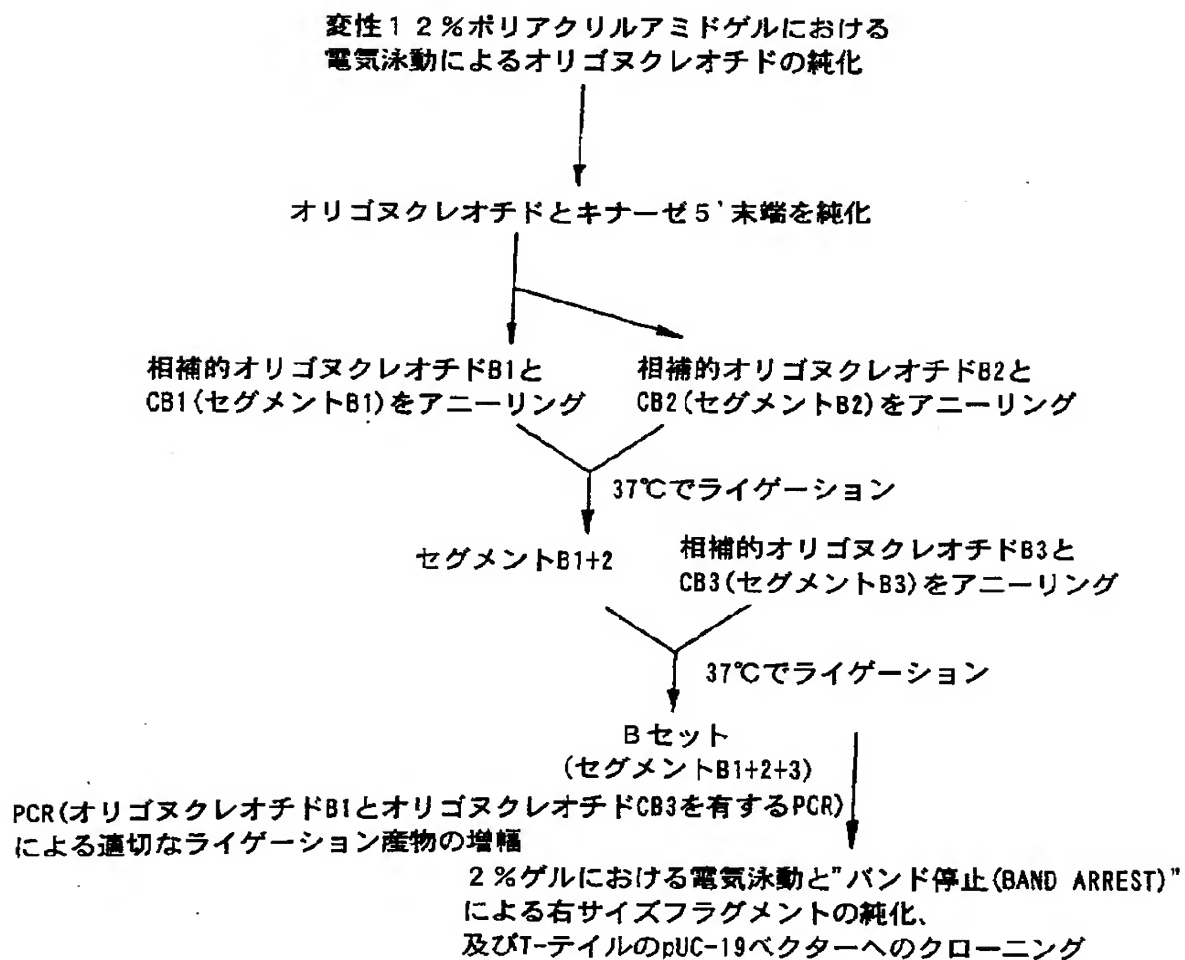 変性12%ポリアクリルアミドゲルにおける
電気泳動によるオリゴヌクレオチドの純化
オリゴヌクレオチドとキナーゼ5'末端を純化
相補的オリゴヌクレオチドB1と
CB1(セグメントB1)をアニーリング
相補的オリゴヌクレオチドB2と
CB2(セグメントB2)をアニーリング
37℃でライゲーション
セグメントB1+2
相補的オリゴヌクレオチドB3と
CB3(セグメントB3)をアニーリング
37℃でライゲーション
Bセット
(セグメントB1+2+3)
PCR(オリゴヌクレオチドB1とオリゴヌクレオチドCB3を有するPCR)
による適切なライゲーション産物の増幅
2%ゲルにおける電気泳動と"バンド停止(BAND ARREST)"
による右サイズフラグメントの純化、
及びT-テイルのpUC-19ベクターへのクローニング